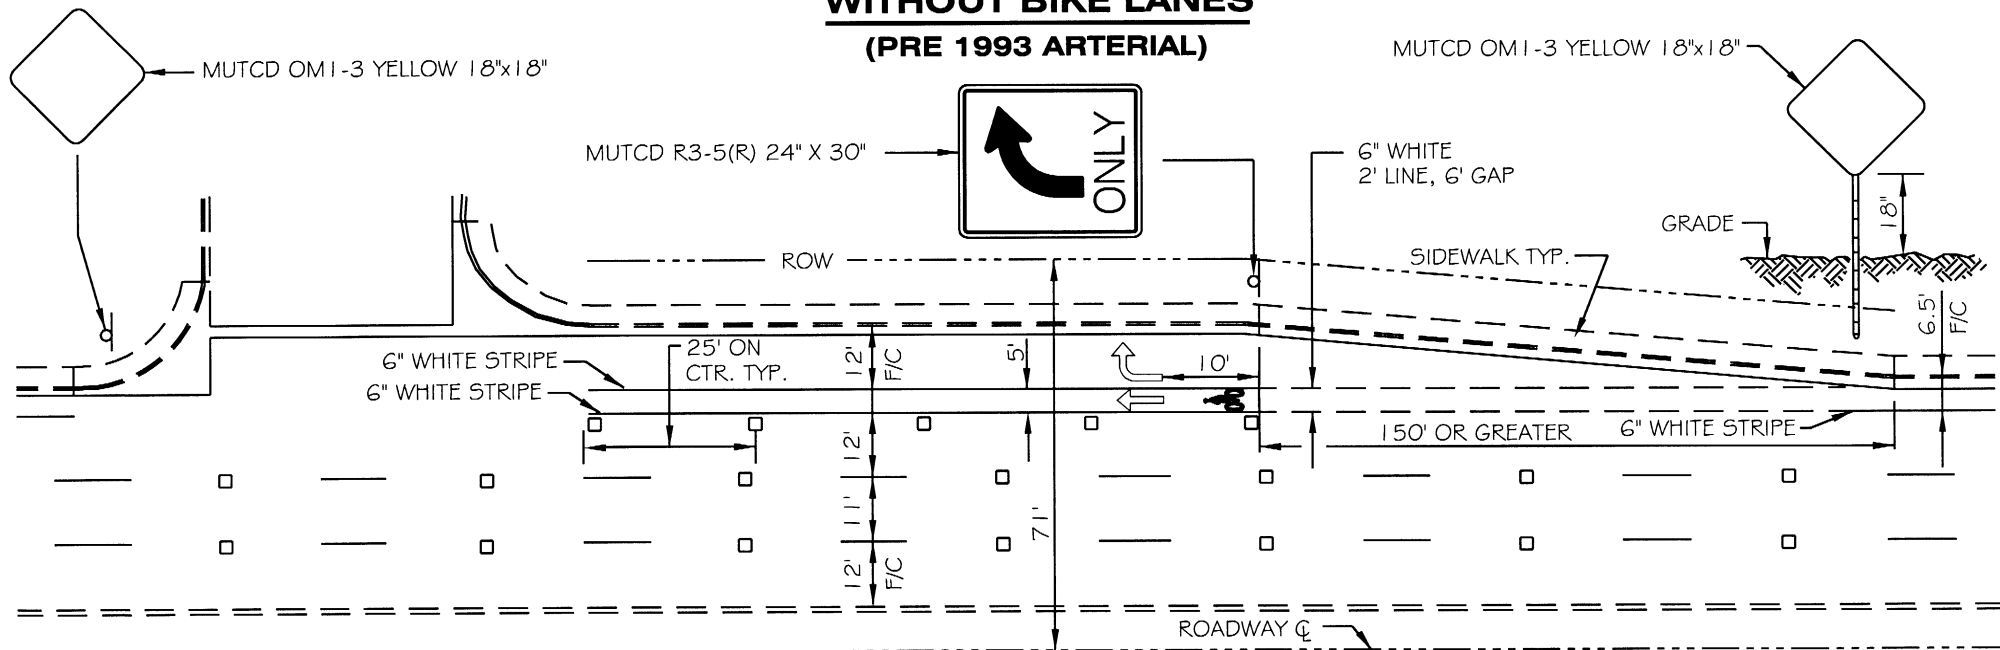 WITHOUT BIKE LANES
(PRE 1993 ARTERIAL)
MUTCD OM1-3 YELLOW 18"x18"
MUTCD OM1-3 YELLOW 18"x18"
MUTCD R3-5(R) 24" X 30"
ONLY
6" WHITE
2' LINE, 6' GAP
GRADE
18"
ROW
SIDEWALK TYP.
6.5'
F/C
6" WHITE STRIPE
6" WHITE STRIPE
25' ON
CTR. TYP.
12'
F/C
5'
10'
150' OR GREATER
6" WHITE STRIPE
12'
11'
12'
F/C
71'
ROADWAY ℄